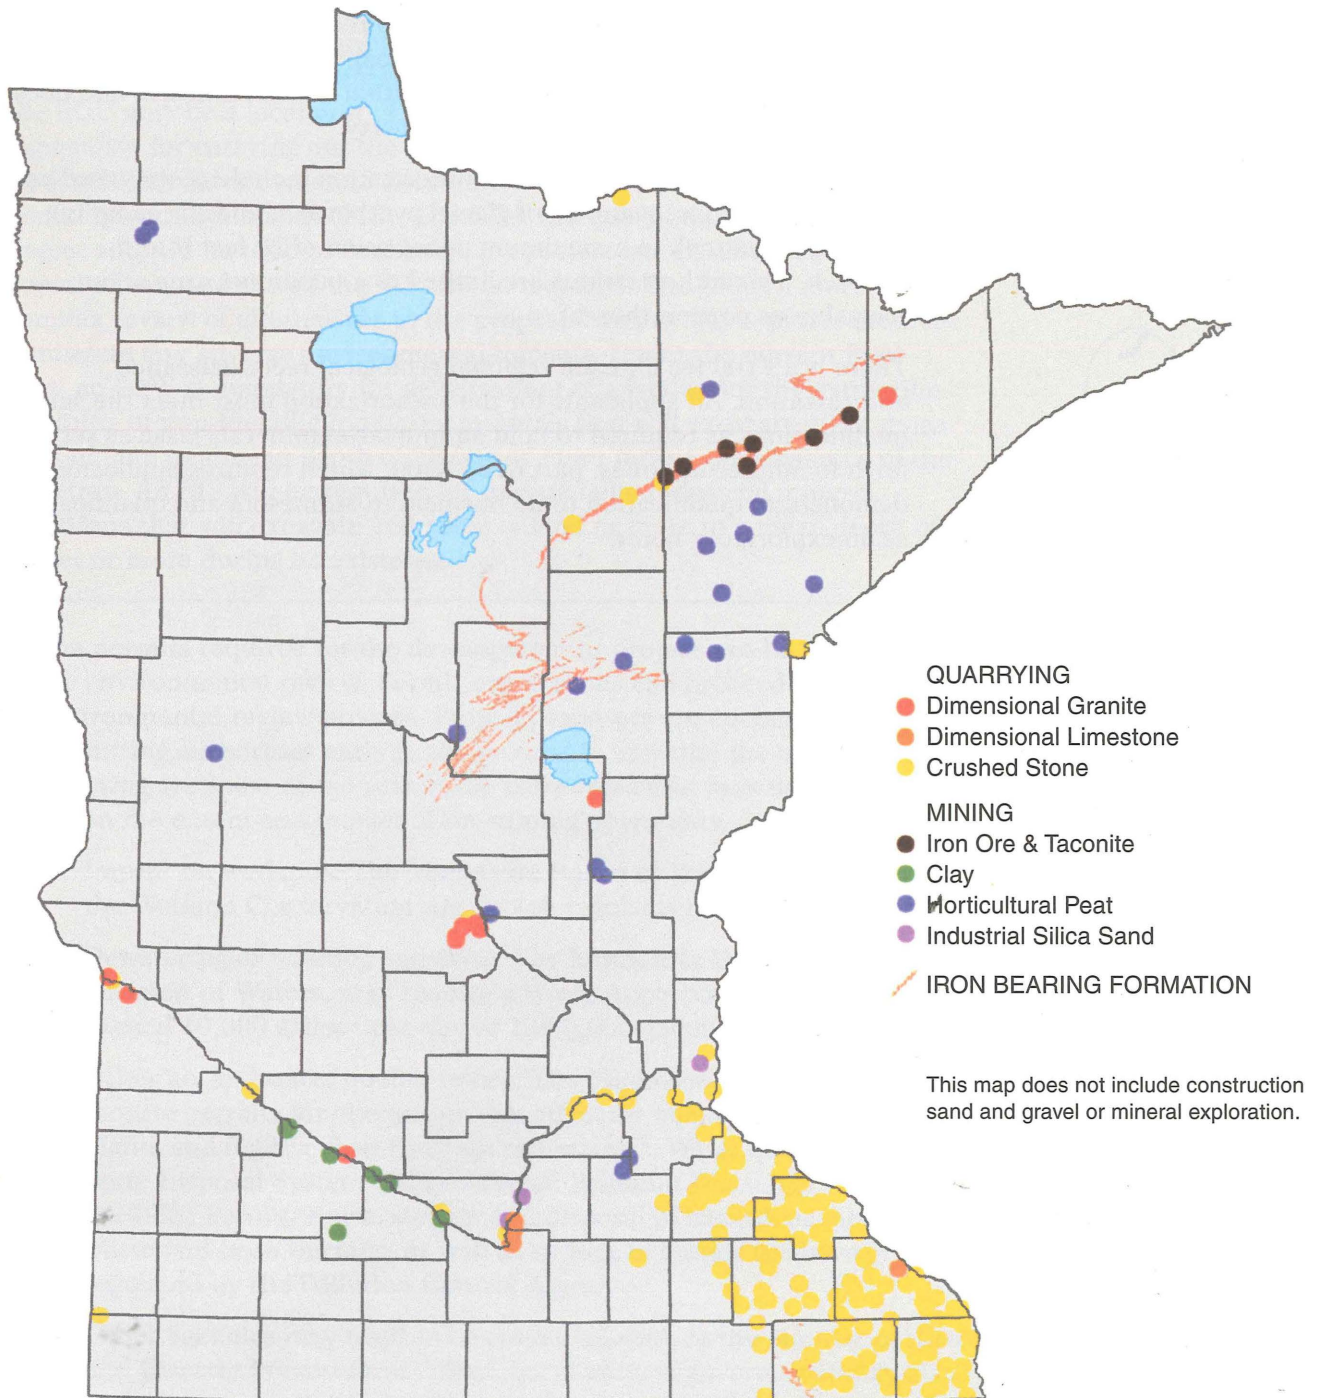 QUARRYING
Dimensional Granite
Dimensional Limestone
Crushed Stone
MINING
Iron Ore & Taconite
Clay
Horticultural Peat
Industrial Silica Sand
IRON BEARING FORMATION
This map does not include construction
sand and gravel or mineral exploration.